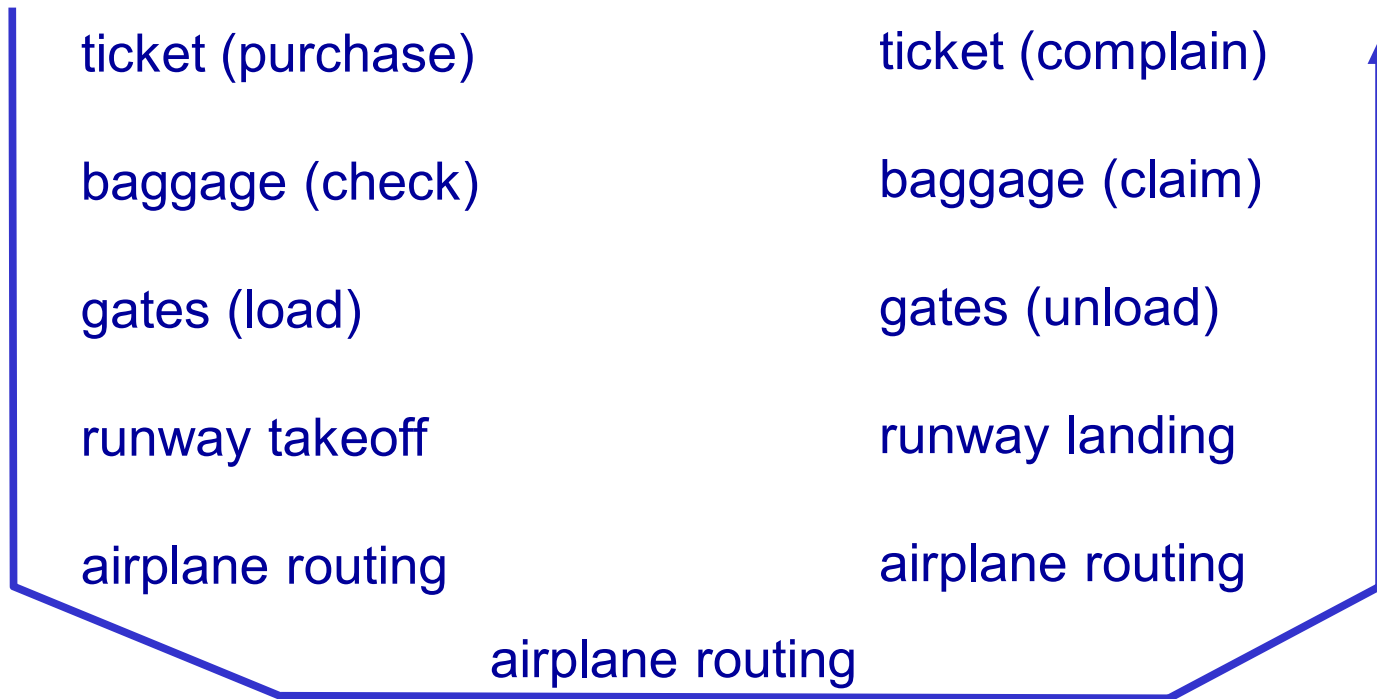 ticket (purchase)
baggage (check)
gates (load)
runway takeoff
airplane routing
airplane routing
ticket (complain)
baggage (claim)
gates (unload)
runway landing
airplane routing